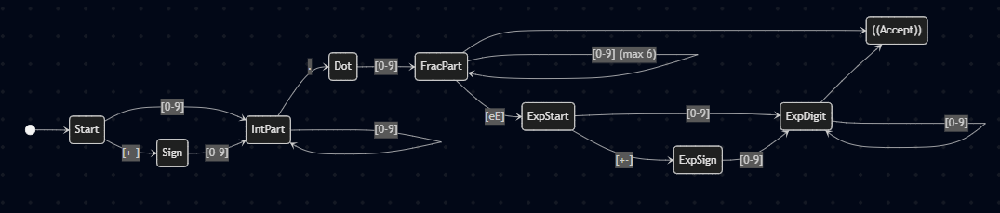 ((Accept))
[0-9] (max 6)
.
Dot
[0-9]
FracPart
[0-9]
[eE]
ExpStart
[0-9]
ExpDigit
Start
IntPart
[0-9]
[0-9]
[+-]
Sign
[0-9]
[+-]
ExpSign
[0-9]